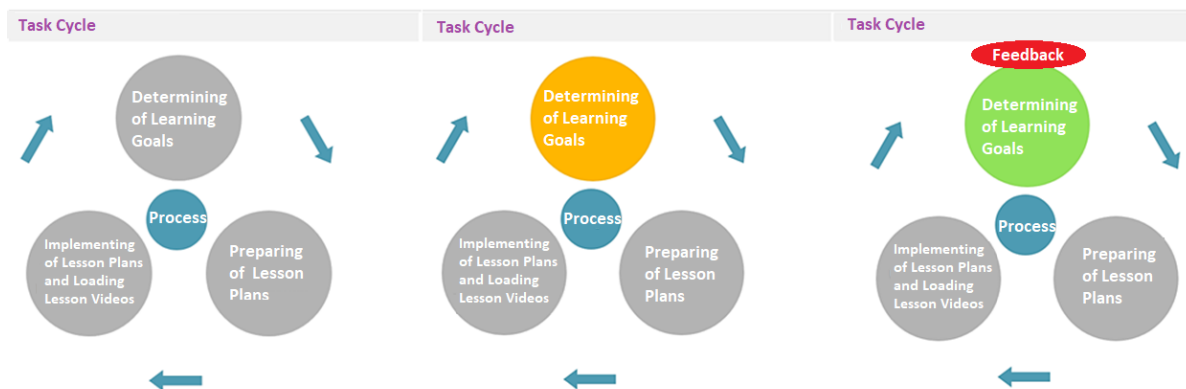 Task Cycle
Determining
of Learning
Goals
Process
Implementing
of Lesson Plans
and Loading
Lesson Videos
Preparing
of Lesson
Plans
Task Cycle
Determining
of Learning
Goals
Process
Implementing
of Lesson Plans
and Loading
Lesson Videos
Preparing
of Lesson
Plans
Task Cycle
Feedback
Determining
of Learning
Goals
Process
Implementing
of Lesson Plans
and Loading
Lesson Videos
Preparing
of Lesson
Plans